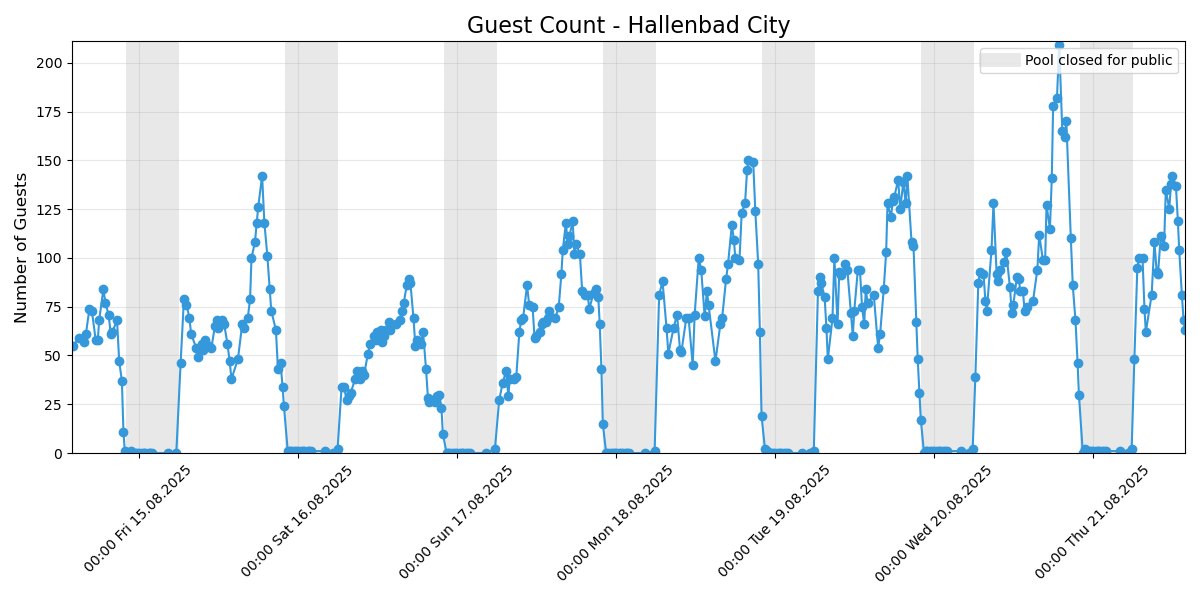 Guest Count - Hallenbad City
Pool closed for public
Number of Guests
200
175
150
125
100
75
50
25
0
00:00 Fri 15.08.2025
00:00 Sat 16.08.2025
00:00 Sun 17.08.2025
00:00 Mon 18.08.2025
00:00 Tue 19.08.2025
00:00 Wed 20.08.2025
00:00 Thu 21.08.2025